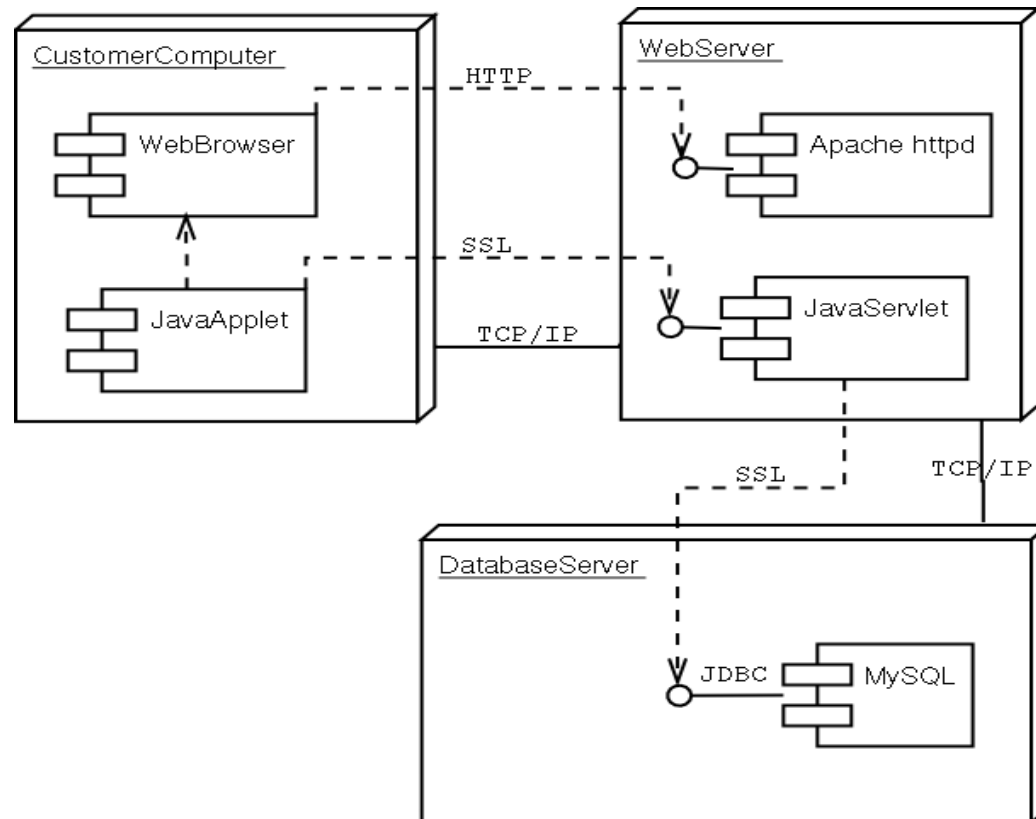 CustomerComputer
WebServer
HTTP
WebBrowser
Apache httpd
SSL
JavaApplet
JavaServlet
TCP/IP
TCP/IP
SSL
DatabaseServer
JDBC
MySQL